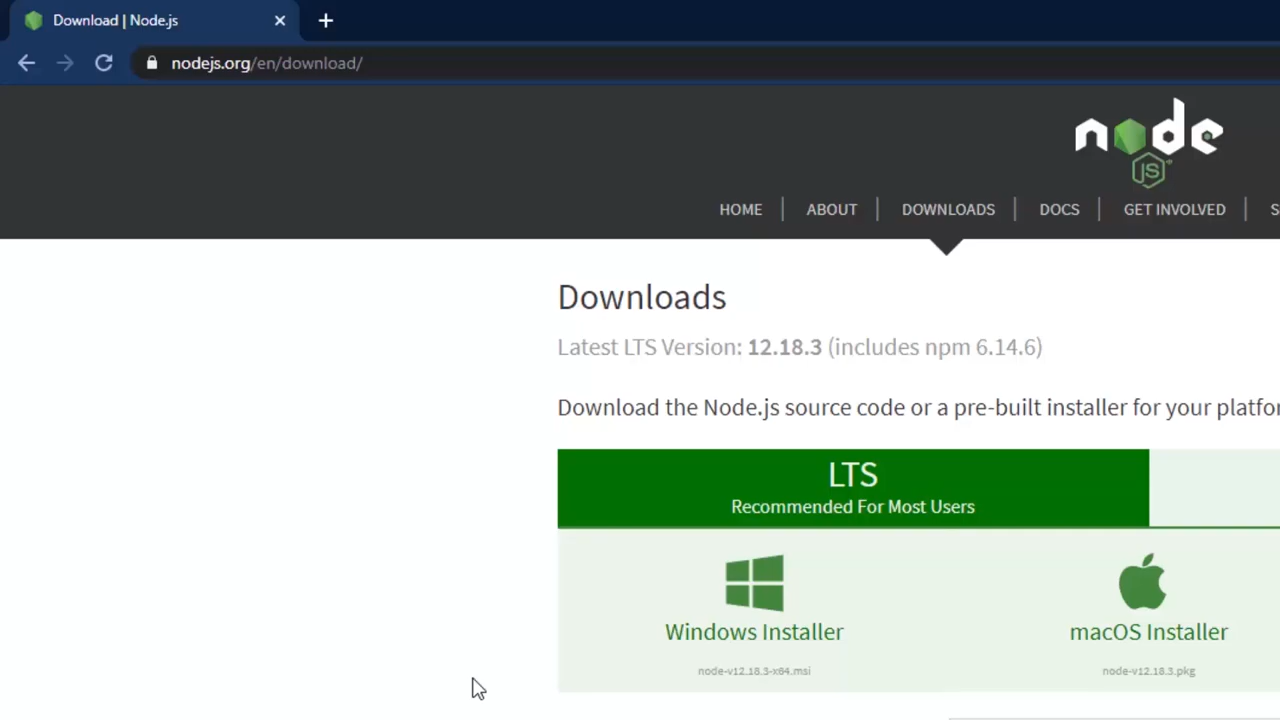 Download | Node.js
nodejs.org/en/download/
node
JS
HOME ABOUT DOWNLOADS DOCS GET INVOLVED S
Downloads
Latest LTS Version: 12.18.3 (includes npm 6.14.6)
Download the Node.js source code or a pre-built installer for your platfor
LTS
Recommended For Most Users
Windows Installer macOS Installer
node-v12.18.3-x64.msi node-v12.18.3.pkg